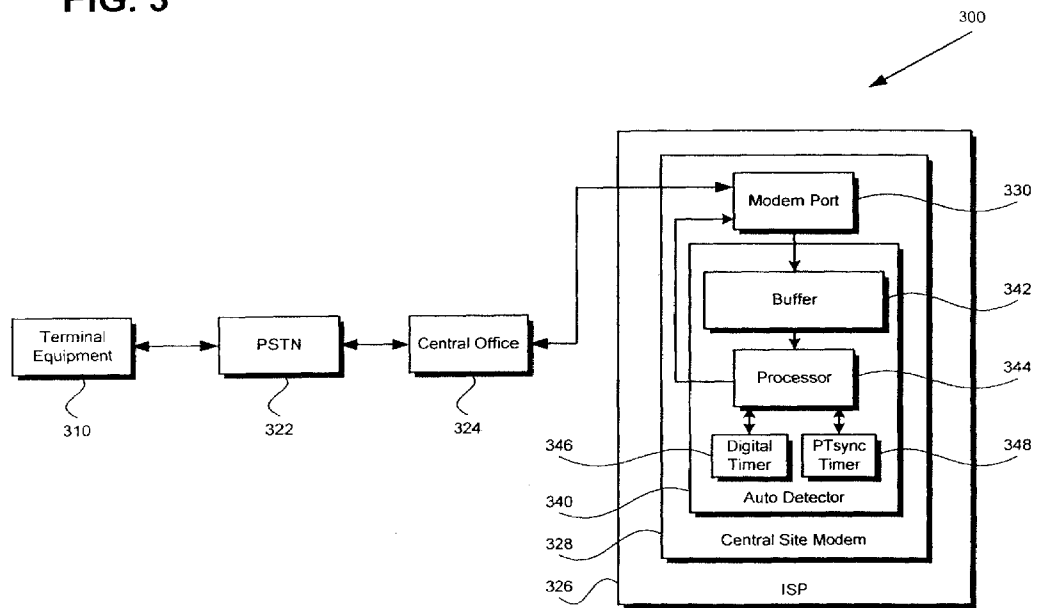 FIG. 3
300
Modem Port
330
Buffer
342
Terminal
Equipment
PSTN
Central Office
Processor
344
310
322
324
346
Digital
Timer
PTsync
Timer
348
340
Auto Detector
328
Central Site Modem
326
ISP